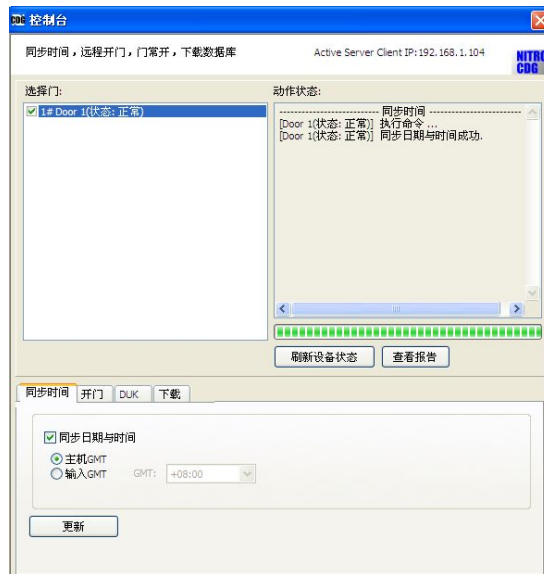 CDG 控制台
同步时间，远程开门，门常开，下载数据库
Active Server Client IP:192.168.1.104
NITRO
CDG
选择门:
动作状态:
1# Door 1(状态: 正常)
---------------------- 同步时间 ----------------------
[Door 1(状态: 正常)] 执行命令 ...
[Door 1(状态: 正常)] 同步日期与时间成功.
刷新设备状态
查看报告
同步时间
开门
DUK
下载
同步日期与时间
主机GMT
输入GMT
GMT:
+08:00
更新